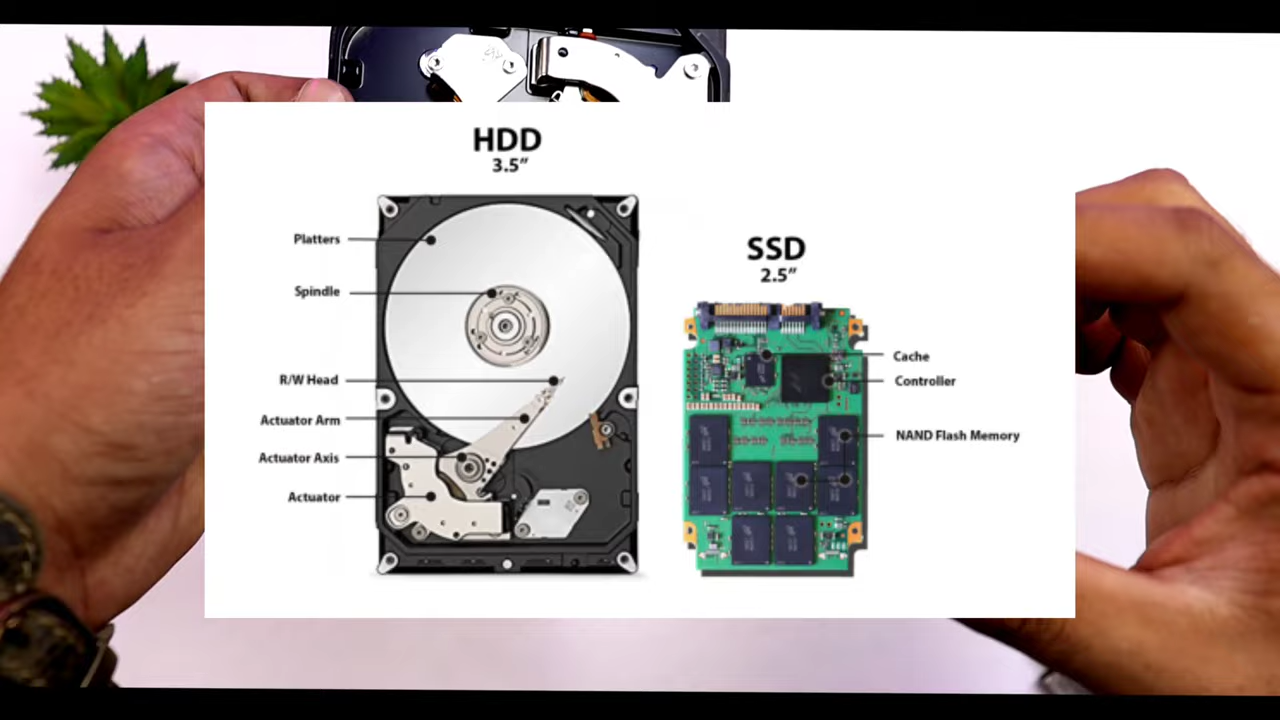 HDD
3.5”
Platters
Spindle
R/W Head
Actuator Arm
Actuator Axis
Actuator
SSD
2.5”
Cache
Controller
NAND Flash Memory